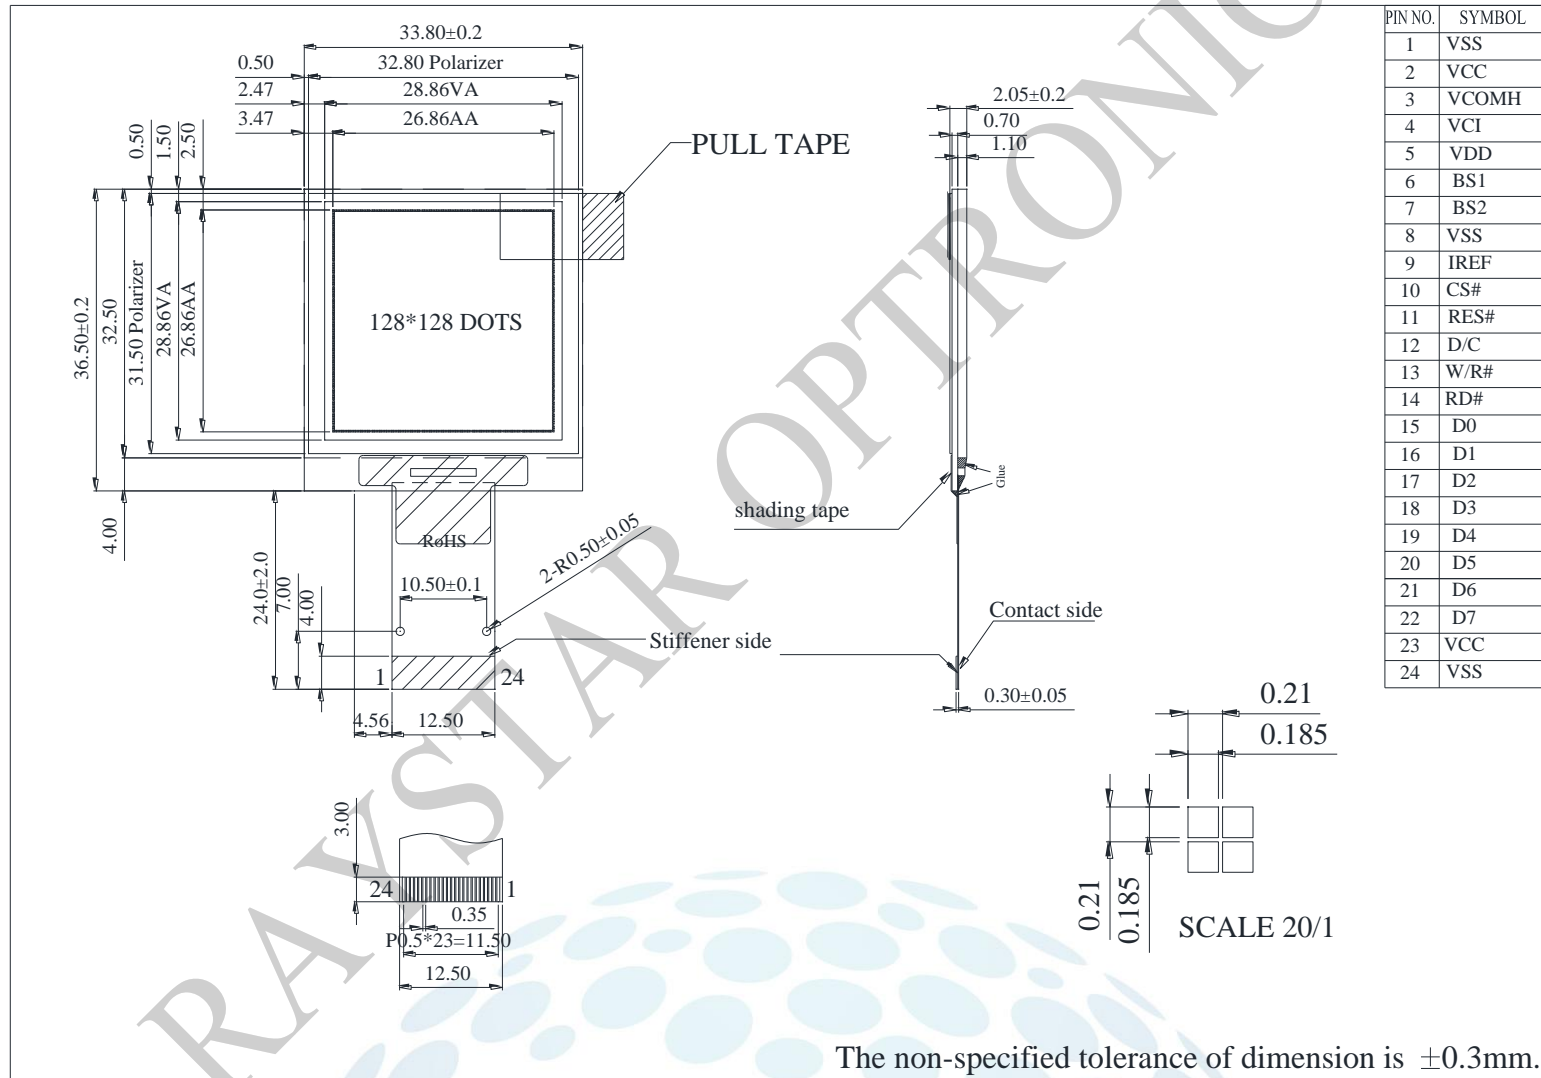 33.80±0.2
0.50
32.80 Polarizer
2.47
28.86VA
3.47
26.86AA
0.50
1.50
2.50
PULL TAPE
36.50±0.2
32.50
31.50 Polarizer
28.86VA
26.86AA
128*128 DOTS
4.00
RoHS
24.0±2.0
7.00
4.00
10.50±0.1
2-R0.50±0.05
Stiffener side
1
24
4.56
12.50
2.05±0.2
0.70
1.10
Glue
shading tape
Contact side
0.30±0.05
3.00
24
1
0.35
P0.5*23=11.50
12.50
0.21
0.185
0.21
0.185
SCALE 20/1
PIN NO. SYMBOL
1 VSS
2 VCC
3 VCOMH
4 VCI
5 VDD
6 BS1
7 BS2
8 VSS
9 IREF
10 CS#
11 RES#
12 D/C
13 W/R#
14 RD#
15 D0
16 D1
17 D2
18 D3
19 D4
20 D5
21 D6
22 D7
23 VCC
24 VSS
The non-specified tolerance of dimension is ±0.3mm.
RAYSTAR OPTRONIC